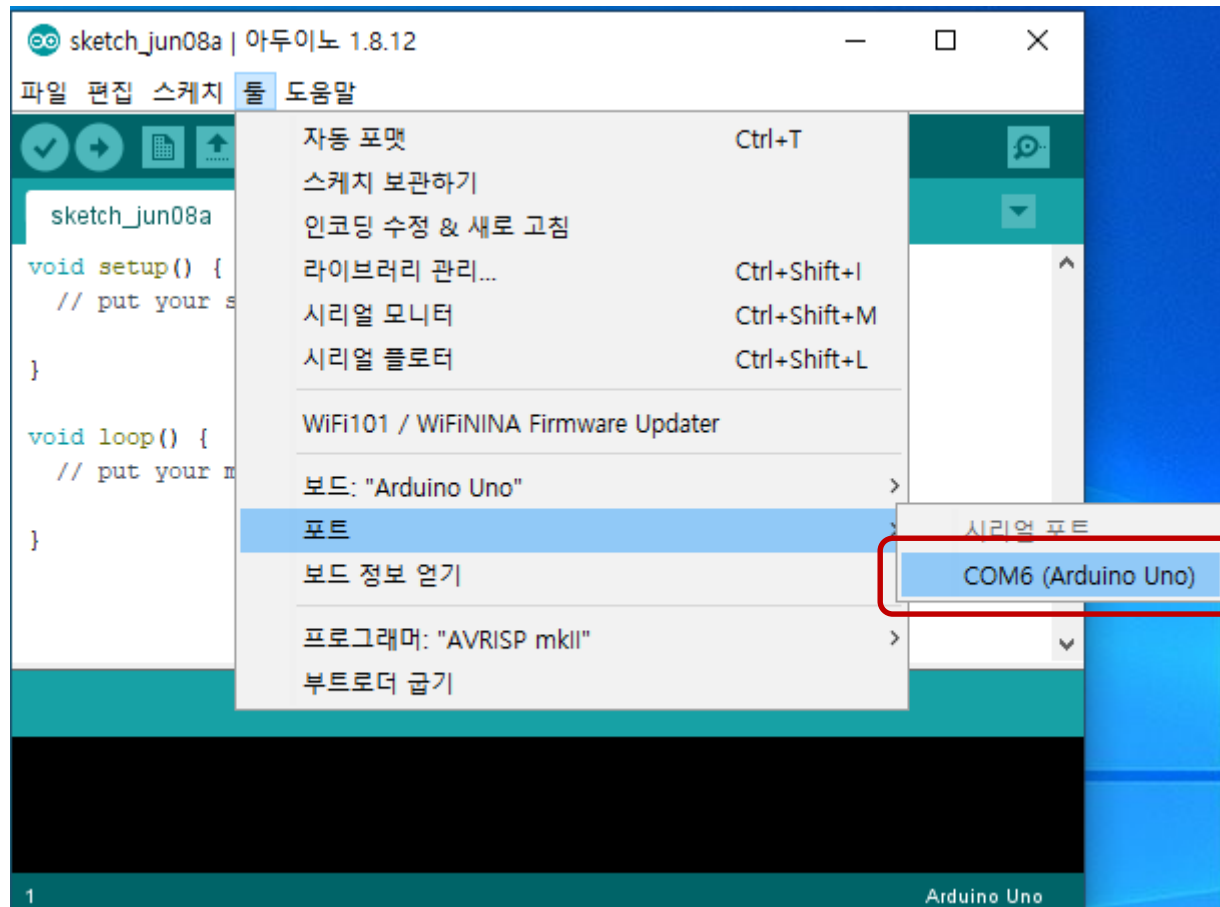 sketch_jun08a | 아두이노 1.8.12
파일 편집 스케치 툴 도움말
sketch_jun08a
void setup() {
// put your s
}
void loop() {
// put your m
}
자동 포맷 Ctrl+T
스케치 보관하기
인코딩 수정 & 새로 고침
라이브러리 관리... Ctrl+Shift+I
시리얼 모니터 Ctrl+Shift+M
시리얼 플로터 Ctrl+Shift+L
WiFi101 / WiFiNINA Firmware Updater
보드: "Arduino Uno"
포트
보드 정보 얻기
프로그래머: "AVRISP mkII"
부트로더 굽기
시리얼 포트
COM6 (Arduino Uno)
1 Arduino Uno